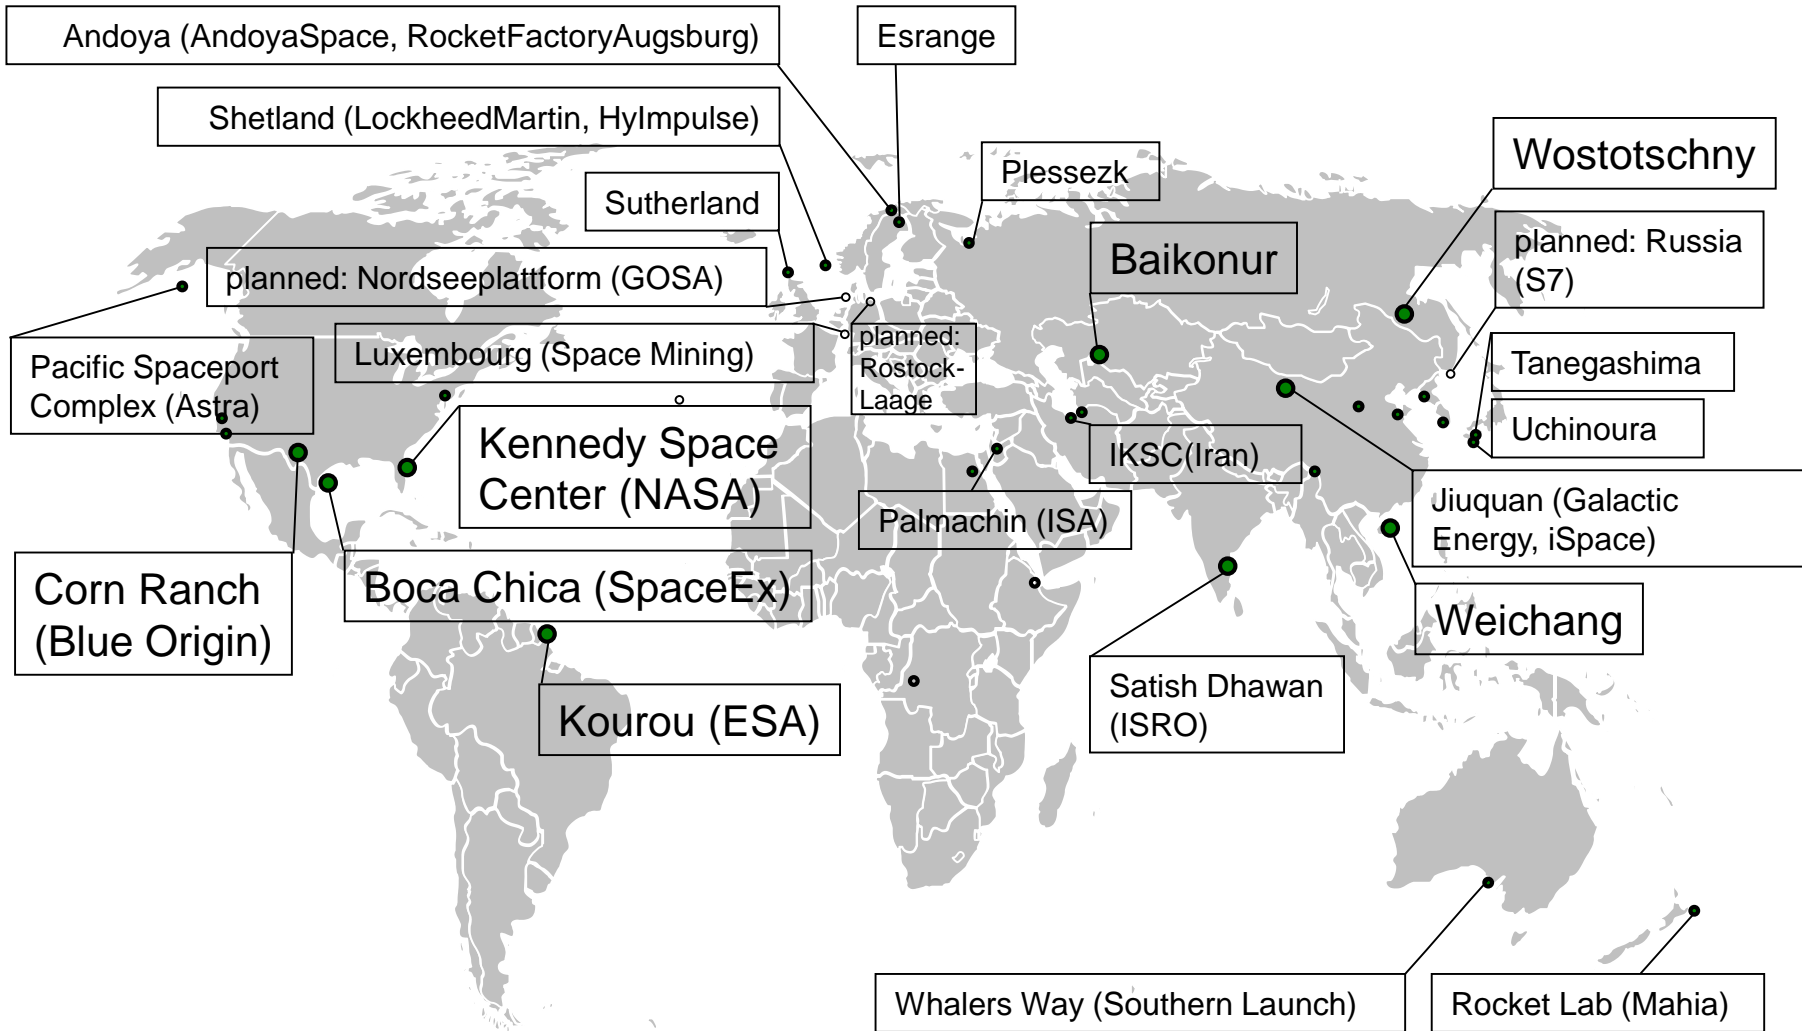 Andoya (AndoyaSpace, RocketFactoryAugsburg)
Esrange
Shetland (LockheedMartin, HyImpulse)
Wostotschny
Plessezk
Sutherland
planned: Russia
(S7)
Baikonur
planned: Nordseeplattform (GOSA)
Luxembourg (Space Mining)
planned:
Rostock-
Laage
Tanegashima
Pacific Spaceport
Complex (Astra)
Uchinoura
Kennedy Space
Center (NASA)
IKSC(Iran)
Jiuquan (Galactic
Energy, iSpace)
Palmachin (ISA)
Corn Ranch
(Blue Origin)
Boca Chica (SpaceEx)
Weichang
Satish Dhawan
(ISRO)
Kourou (ESA)
Whalers Way (Southern Launch)
Rocket Lab (Mahia)